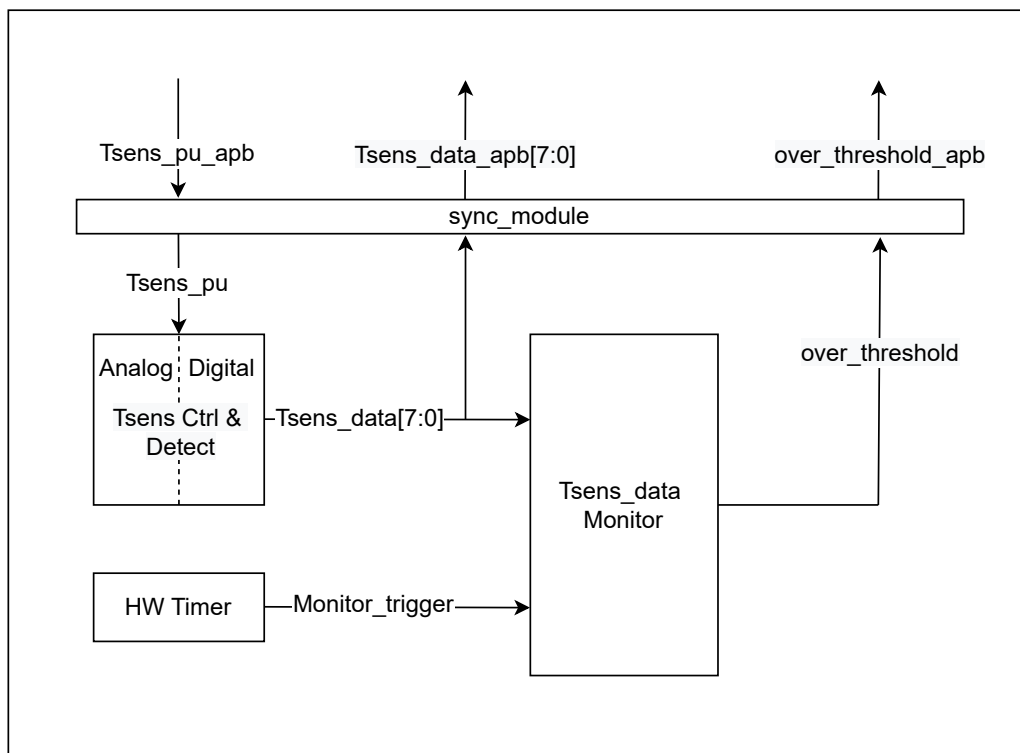 Tsens_pu_apb
Tsens_data_apb[7:0]
over_threshold_apb
sync_module
Tsens_pu
over_threshold
Analog
Digital
Tsens Ctrl &
Detect
Tsens_data[7:0]
Tsens_data
Monitor
HW Timer
Monitor_trigger